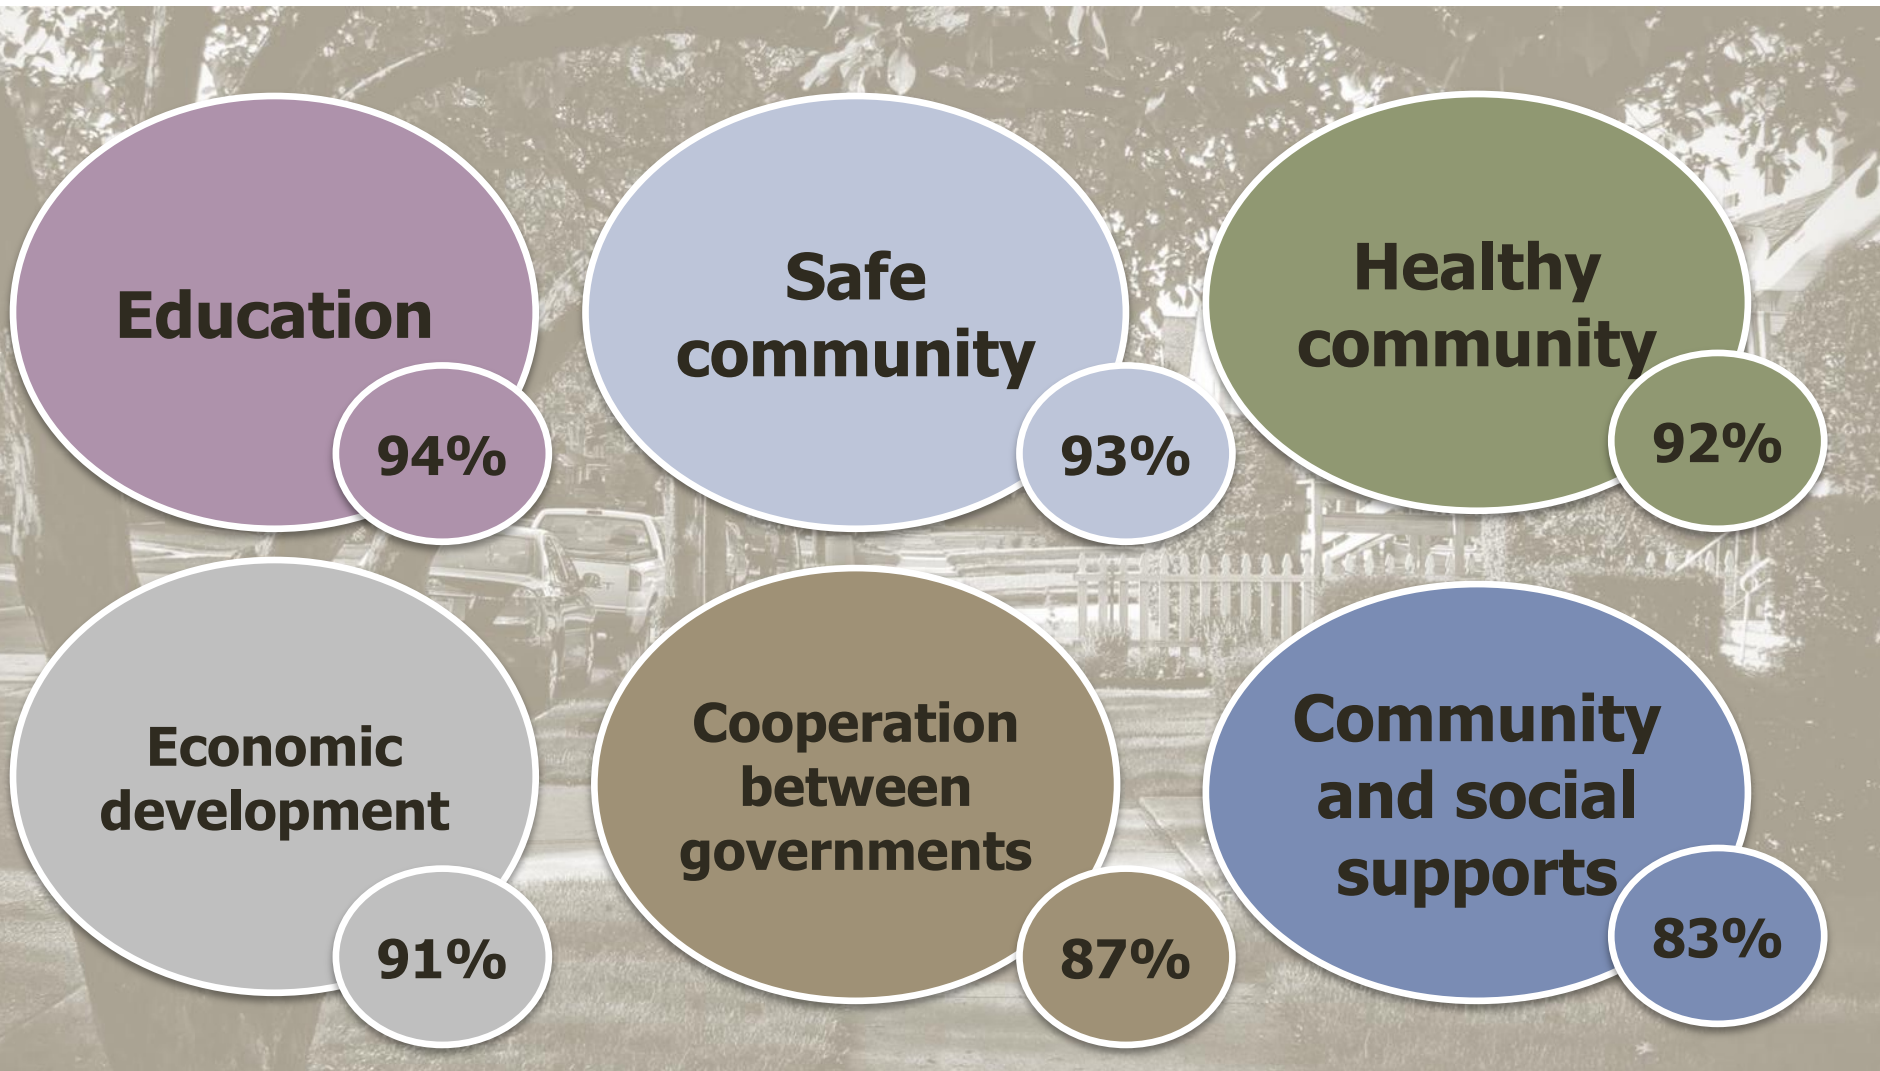 Education
94%
Safe
community
93%
Healthy
community
92%
Economic
development
91%
Cooperation
between
governments
87%
Community
and social
supports
83%